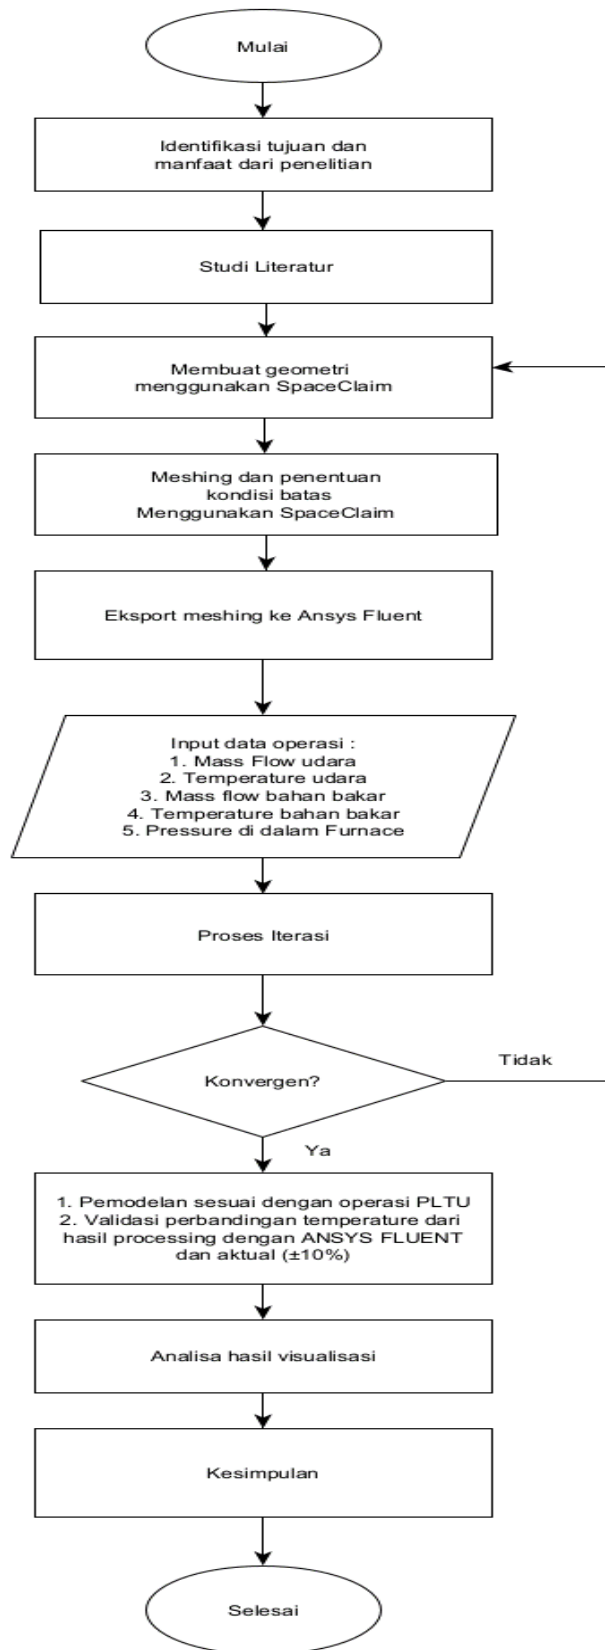 Mulai
Identifikasi tujuan dan
manfaat dari penelitian
Studi Literatur
Membuat geometri
menggunakan SpaceClaim
Meshing dan penentuan
kondisi batas
Menggunakan SpaceClaim
Eksport meshing ke Ansys Fluent
Input data operasi :
1. Mass Flow udara
2. Temperature udara
3. Mass flow bahan bakar
4. Temperature bahan bakar
5. Pressure di dalam Furnace
Proses Iterasi
Konvergen?
Tidak
Ya
1. Pemodelan sesuai dengan operasi PLTU
2. Validasi perbandingan temperature dari
hasil processing dengan ANSYS FLUENT
dan aktual (±10%)
Analisa hasil visualisasi
Kesimpulan
Selesai